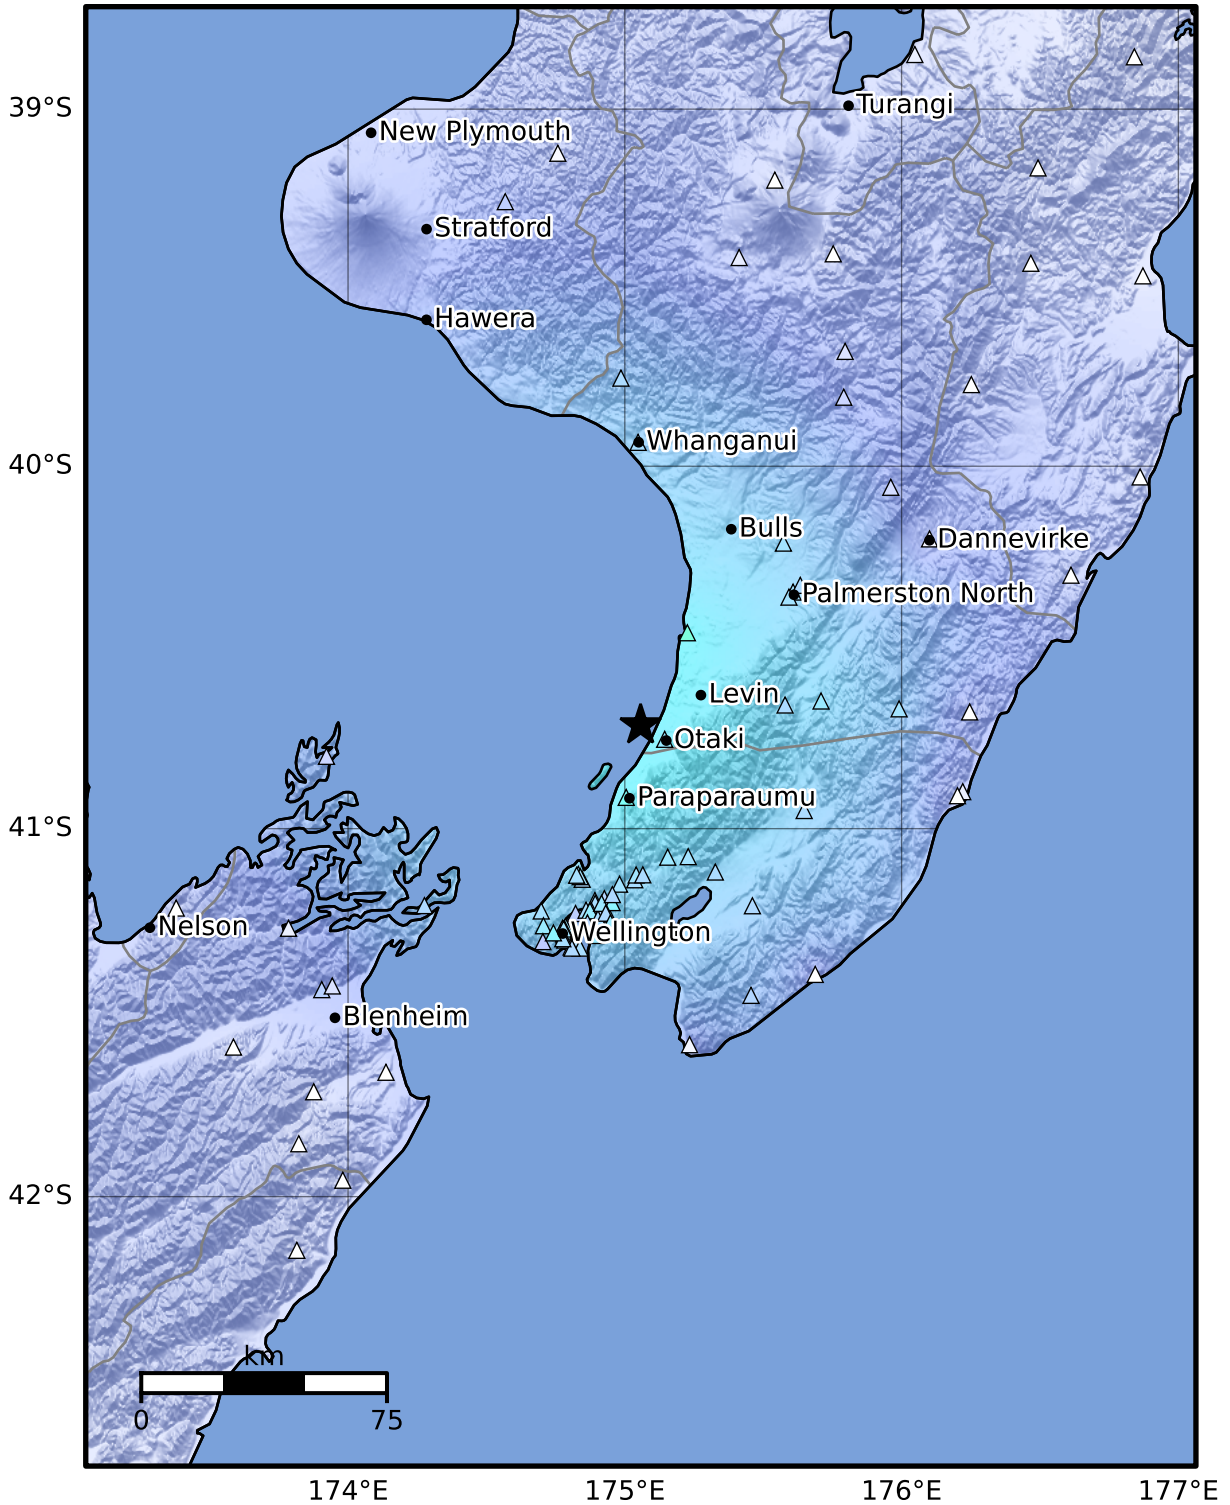 39°S
Turangi
New Plymouth
Stratford
Hawera
Whanganui
40°S
Bulls
Dannevirke
Palmerston North
Levin
Otaki
Paraparaumu
41°S
Nelson
Wellington
Blenheim
42°S
km
0 75
174°E 175°E 176°E 177°E